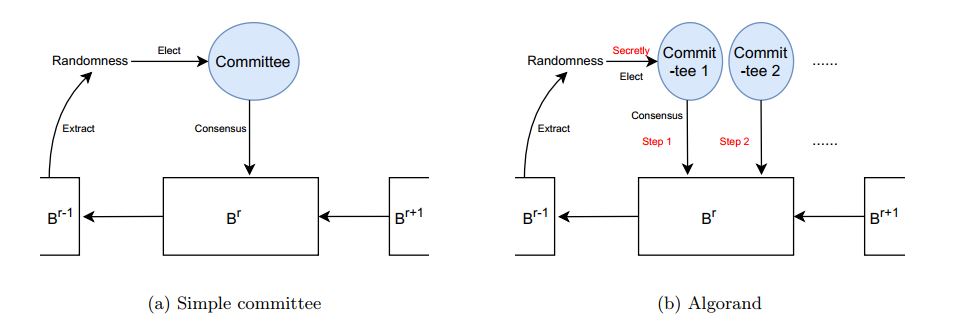 Randomness
Elect
Committee
Extract
Consensus
B^{r-1}
B^{r}
B^{r+1}
(a) Simple committee
Randomness
Secretly
Elect
Commit
-tee 1
Commit
-tee 2
......
Extract
Consensus
Step 1
Step 2
......
B^{r-1}
B^{r}
B^{r+1}
(b) Algorand